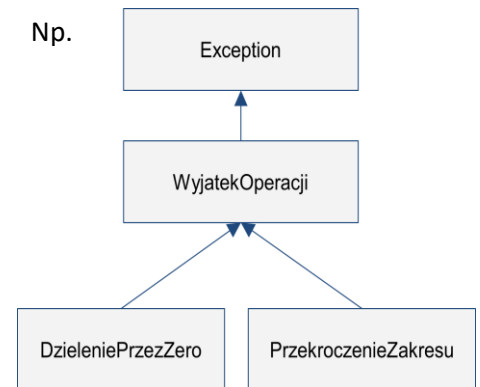 Np.
Exception
WyjatekOperacji
DzieleniePrzezZero
PrzekroczenieZakresu